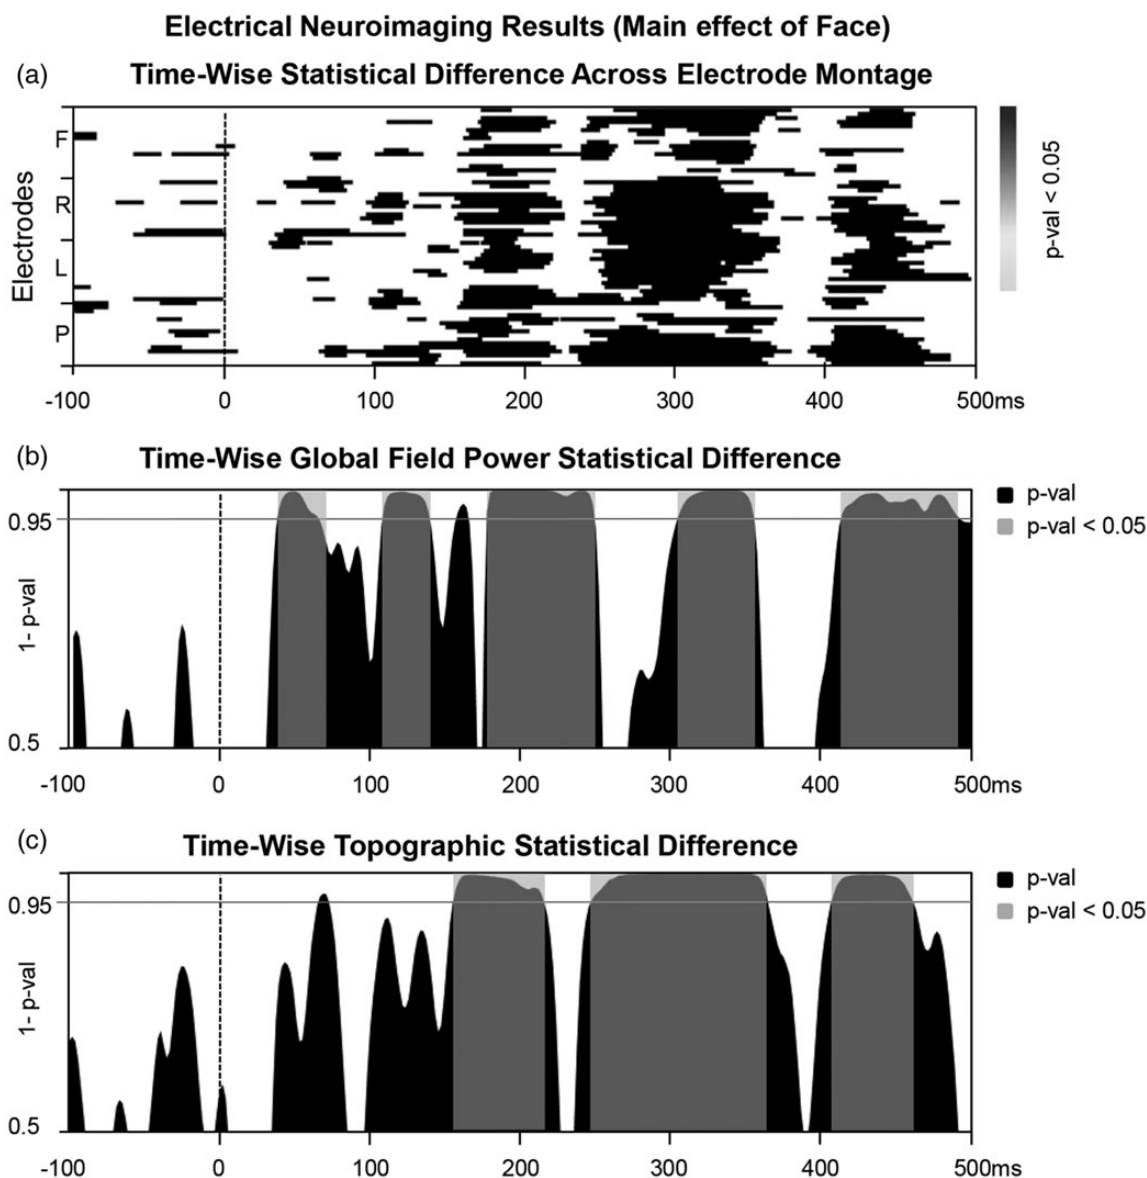 Electrical Neuroimaging Results (Main effect of Face)
(a) Time-Wise Statistical Difference Across Electrode Montage
Electrodes
F
R
L
P
p-val < 0.05
-100 0 100 200 300 400 500ms
(b) Time-Wise Global Field Power Statistical Difference
p-val
0.95
p-val < 0.05
1- p-val
0.5
-100 0 100 200 300 400 500ms
(c) Time-Wise Topographic Statistical Difference
p-val
0.95
p-val < 0.05
1- p-val
0.5
-100 0 100 200 300 400 500ms